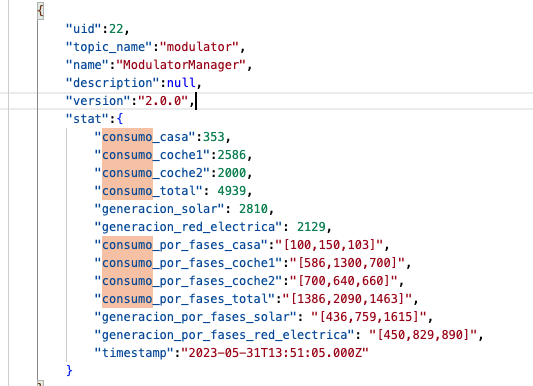 {
"uid":22,
"topic_name":"modulator",
"name":"ModulatorManager",
"description":null,
"version":"2.0.0",
"stat":{
"consumo_casa":353,
"consumo_coche1":2586,
"consumo_coche2":2000,
"consumo_total": 4939,
"generacion_solar": 2810,
"generacion_red_electrica": 2129,
"consumo_por_fases_casa":"[100,150,103]",
"consumo_por_fases_coche1":"[586,1300,700]",
"consumo_por_fases_coche2":"[700,640,660]",
"consumo_por_fases_total":"[1386,2090,1463]",
"generacion_por_fases_solar": "[436,759,1615]",
"generacion_por_fases_red_electrica": "[450,829,890]",
"timestamp":"2023-05-31T13:51:05.000Z"
}